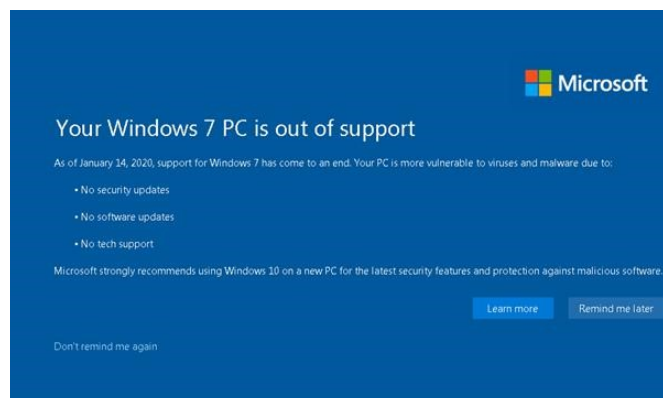 Microsoft
Your Windows 7 PC is out of support
As of January 14, 2020, support for Windows 7 has come to an end. Your PC is more vulnerable to viruses and malware due to:
• No security updates
• No software updates
• No tech support
Microsoft strongly recommends using Windows 10 on a new PC for the latest security features and protection against malicious software.
Learn more Remind me later
Don't remind me again